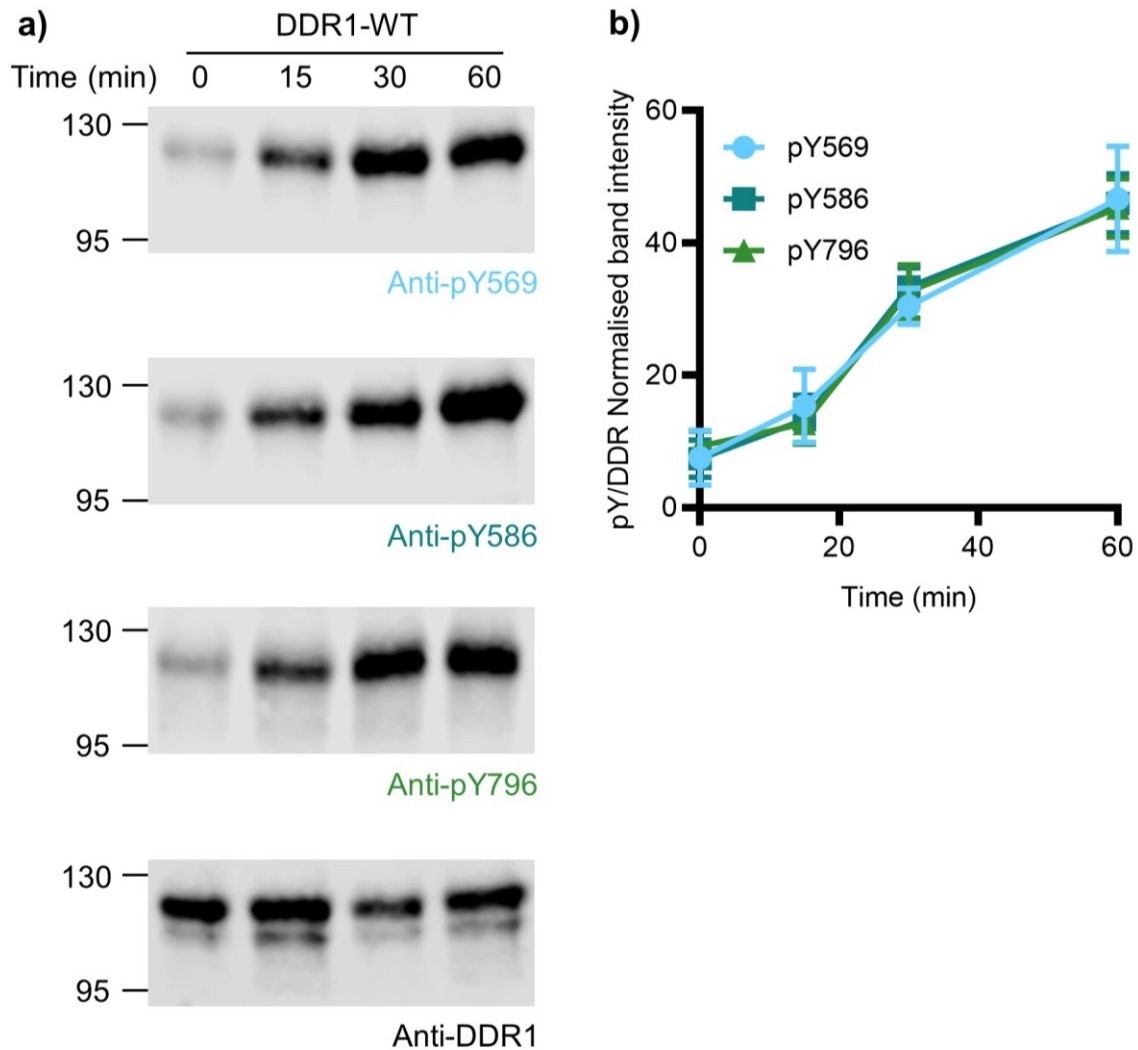 a)
DDR1-WT
Time (min) 0 15 30 60
130
95
Anti-pY569
130
95
Anti-pY586
130
95
Anti-pY796
130
95
Anti-DDR1
b)
pY/DDR Normalised band intensity
60
40
20
0
pY569
pY586
pY796
0 20 40 60
Time (min)